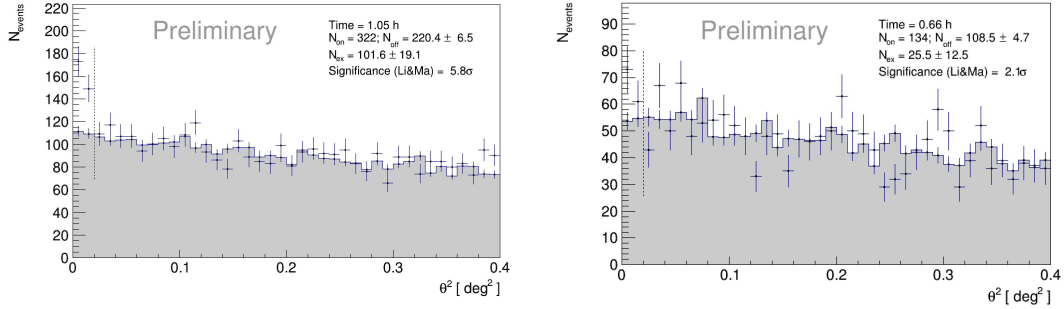 Preliminary
Time = 1.05 h
N_on = 322; N_off = 220.4 ± 6.5
N_ex = 101.6 ± 19.1
Significance (Li&Ma) = 5.8σ
N_events
220
200
180
160
140
120
100
80
60
40
20
0
0 0.1 0.2 0.3 0.4
θ² [ deg² ]
Preliminary
Time = 0.66 h
N_on = 134; N_off = 108.5 ± 4.7
N_ex = 25.5 ± 12.5
Significance (Li&Ma) = 2.1σ
N_events
90
80
70
60
50
40
30
20
10
0
0 0.1 0.2 0.3 0.4
θ² [ deg² ]